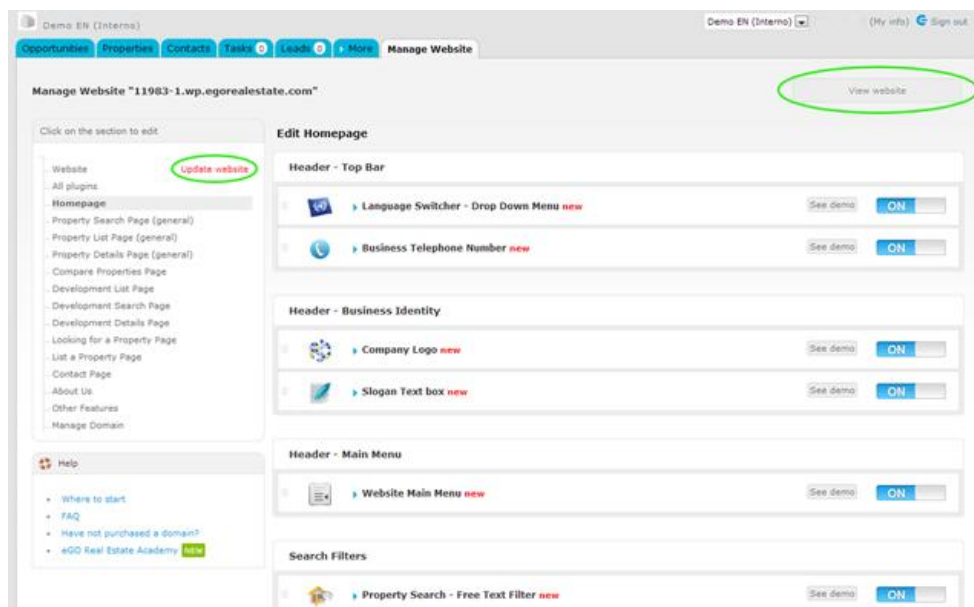 Demo EN (Interno)
Demo EN (Interno)
(My info) Sign out
Opportunities Properties Contacts Tasks 0 Leads 0 More Manage Website
Manage Website "11983-1.wp.egorealestate.com"
View website
Click on the section to edit
Website Update website
All plugins
Homepage
Property Search Page (general)
Property List Page (general)
Property Details Page (general)
Compare Properties Page
Development List Page
Development Search Page
Development Details Page
Looking for a Property Page
List a Property Page
Contact Page
About Us
Other Features
Manage Domain
Help
Where to start
FAQ
Have not purchased a domain?
eGO Real Estate Academy NEW
Edit Homepage
Header - Top Bar
Language Switcher - Drop Down Menu new See demo ON
Business Telephone Number new See demo ON
Header - Business Identity
Company Logo new See demo ON
Slogan Text box new See demo ON
Header - Main Menu
Website Main Menu new See demo ON
Search Filters
Property Search - Free Text Filter new See demo ON